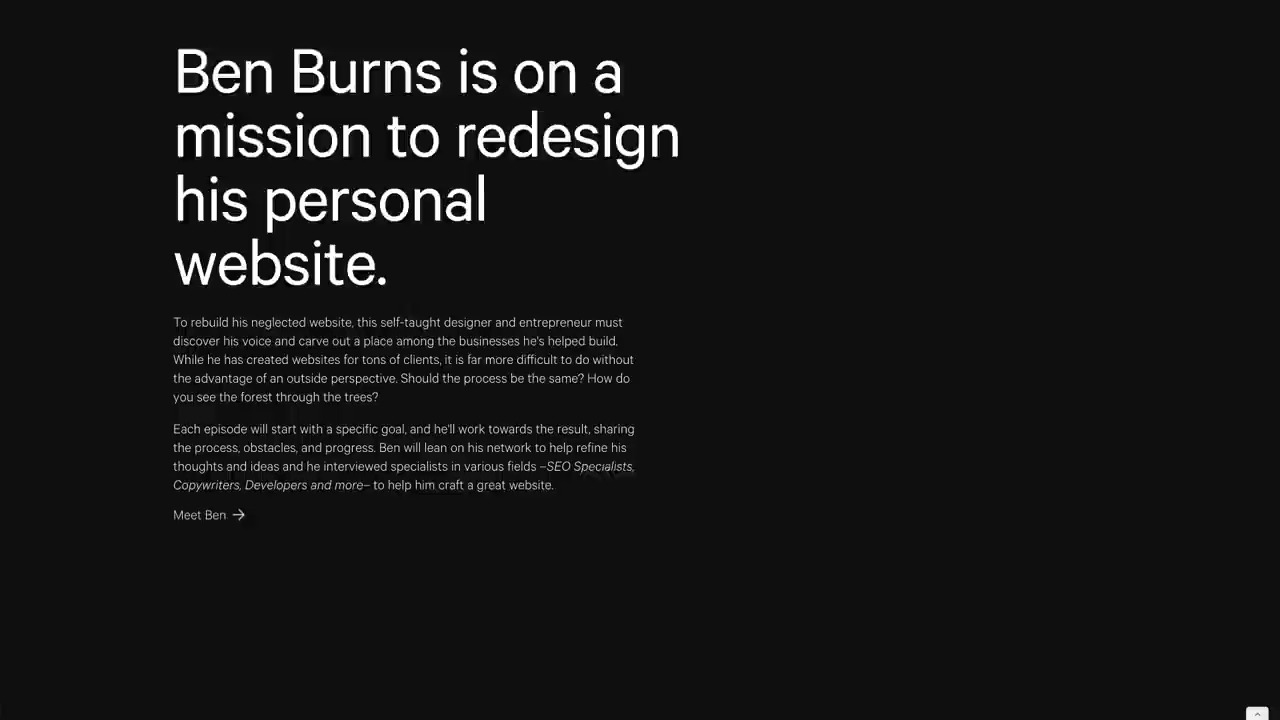 Ben Burns is on a
mission to redesign
his personal
website.
To rebuild his neglected website, this self-taught designer and entrepreneur must
discover his voice and carve out a place among the businesses he's helped build.
While he has created websites for tons of clients, it is far more difficult to do without
the advantage of an outside perspective. Should the process be the same? How do
you see the forest through the trees?
Each episode will start with a specific goal, and he'll work towards the result, sharing
the process, obstacles, and progress. Ben will lean on his network to help refine his
thoughts and ideas and he interviewed specialists in various fields –SEO Specialists,
Copywriters, Developers and more– to help him craft a great website.
Meet Ben →